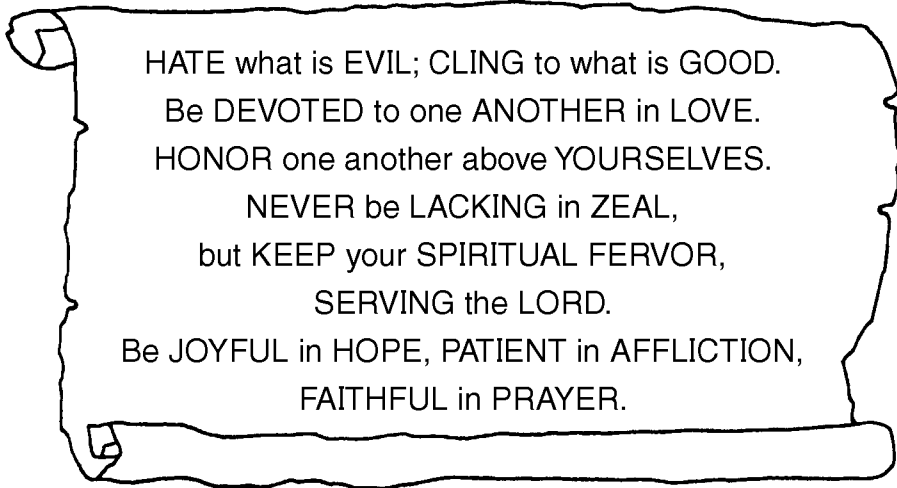 HATE what is EVIL; CLING to what is GOOD.
Be DEVOTED to one ANOTHER in LOVE.
HONOR one another above YOURSELVES.
NEVER be LACKING in ZEAL,
but KEEP your SPIRITUAL FERVOR,
SERVING the LORD.
Be JOYFUL in HOPE, PATIENT in AFFLICTION,
FAITHFUL in PRAYER.